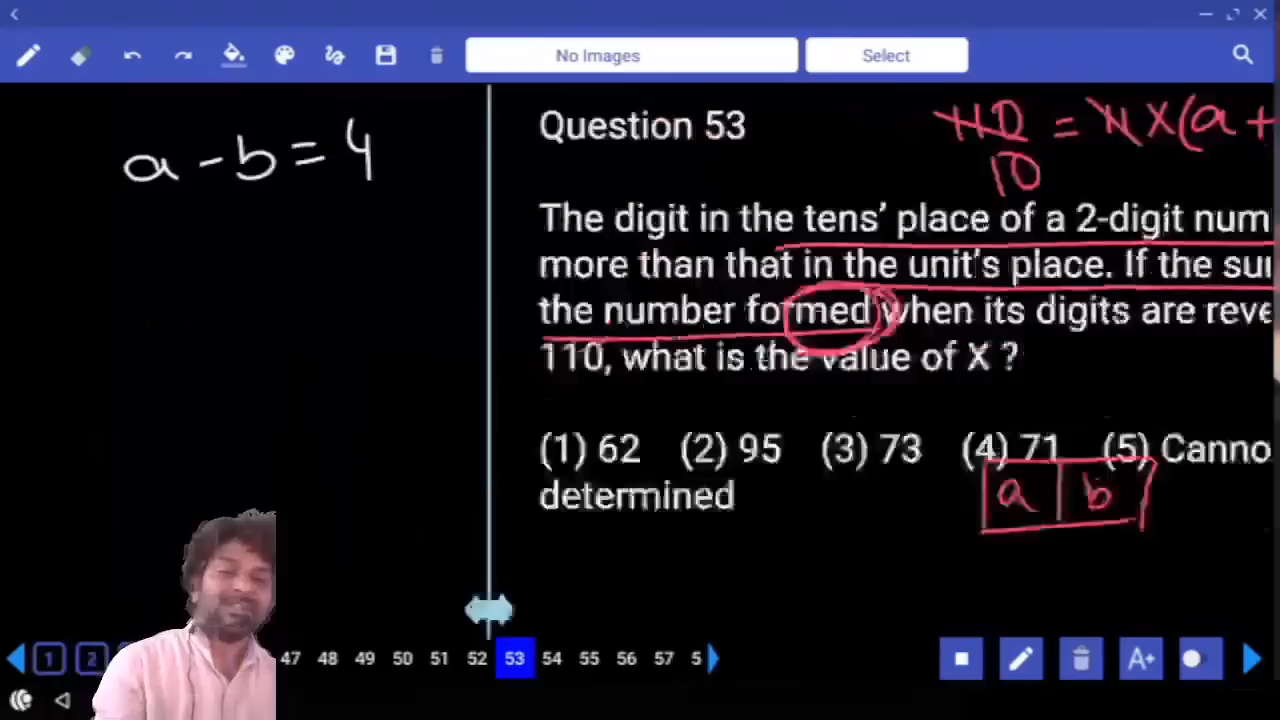 No Images
Select
a - b = 4
Question 53
110 = 11 X (a +
10
The digit in the tens’ place of a 2-digit num
more than that in the unit’s place. If the su
the number formed when its digits are reve
110, what is the value of X ?
(1) 62 (2) 95 (3) 73 (4) 71 (5) Canno
determined
a b
1 2 47 48 49 50 51 52 53 54 55 56 57 5
A+